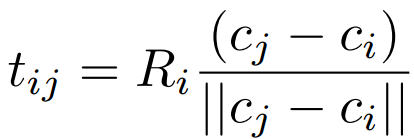 t_{ij} = R_i \frac{(c_j - c_i)}{||c_j - c_i||}